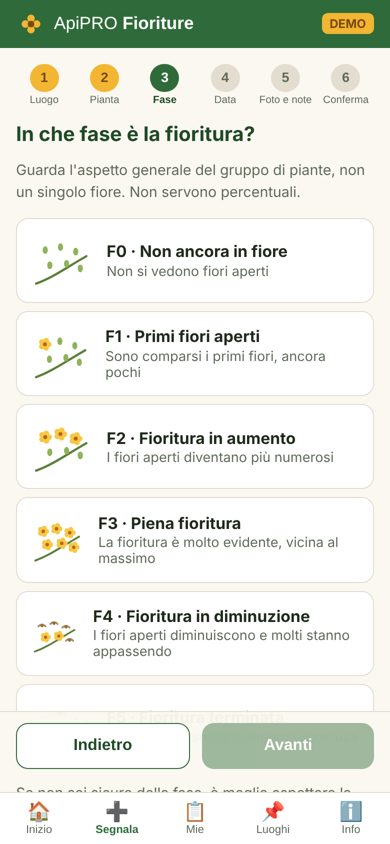 ApiPRO Fioriture
DEMO
1
2
3
4
5
6
Luogo
Pianta
Fase
Data
Foto e note
Conferma
In che fase è la fioritura?
Guarda l'aspetto generale del gruppo di piante, non
un singolo fiore. Non servono percentuali.
F0 · Non ancora in fiore
Non si vedono fiori aperti
F1 · Primi fiori aperti
Sono comparsi i primi fiori, ancora
pochi
F2 · Fioritura in aumento
I fiori aperti diventano più numerosi
F3 · Piena fioritura
La fioritura è molto evidente, vicina al
massimo
F4 · Fioritura in diminuzione
I fiori aperti diminuiscono e molti stanno
appassendo
F5 · Fioritura terminata
Indietro
Avanti
Se non sei sicuro della fase, è meglio aspettare lo
Inizio
Segnala
Mie
Luoghi
Info